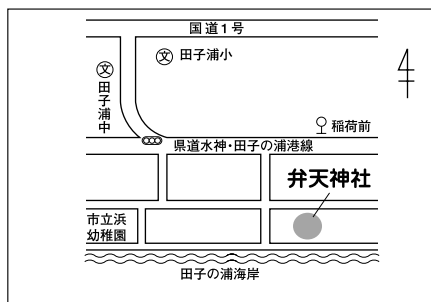 国道1号
文 田子浦小
文
田子浦中
稲荷前
県道水神・田子の浦港線
弁天神社
市立浜
幼稚園
田子の浦海岸